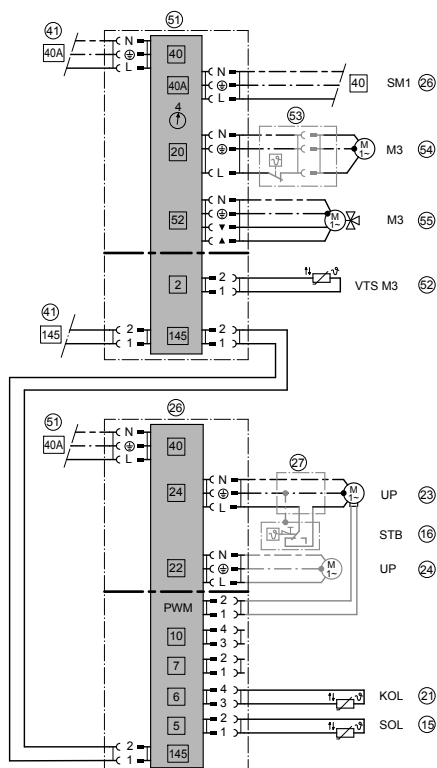 41 51
40A N 40
L
40A N 40 SM1 26
L
4 53
20 N M 1~ M3 54
L
52 N M 1~ M3 55
▼
▲
2 2 ϑ VTS M3 52
1
41
145 2 145 2
1 1
51 26
40A N 40
L
27
24 N M 1~ UP 23
L
ϑ STB 16
22 N M 1~ UP 24
L
PWM 2
1
10 4
3
7 2
1
6 4 ϑ KOL 21
3
5 2 ϑ SOL 15
1
2 145
1